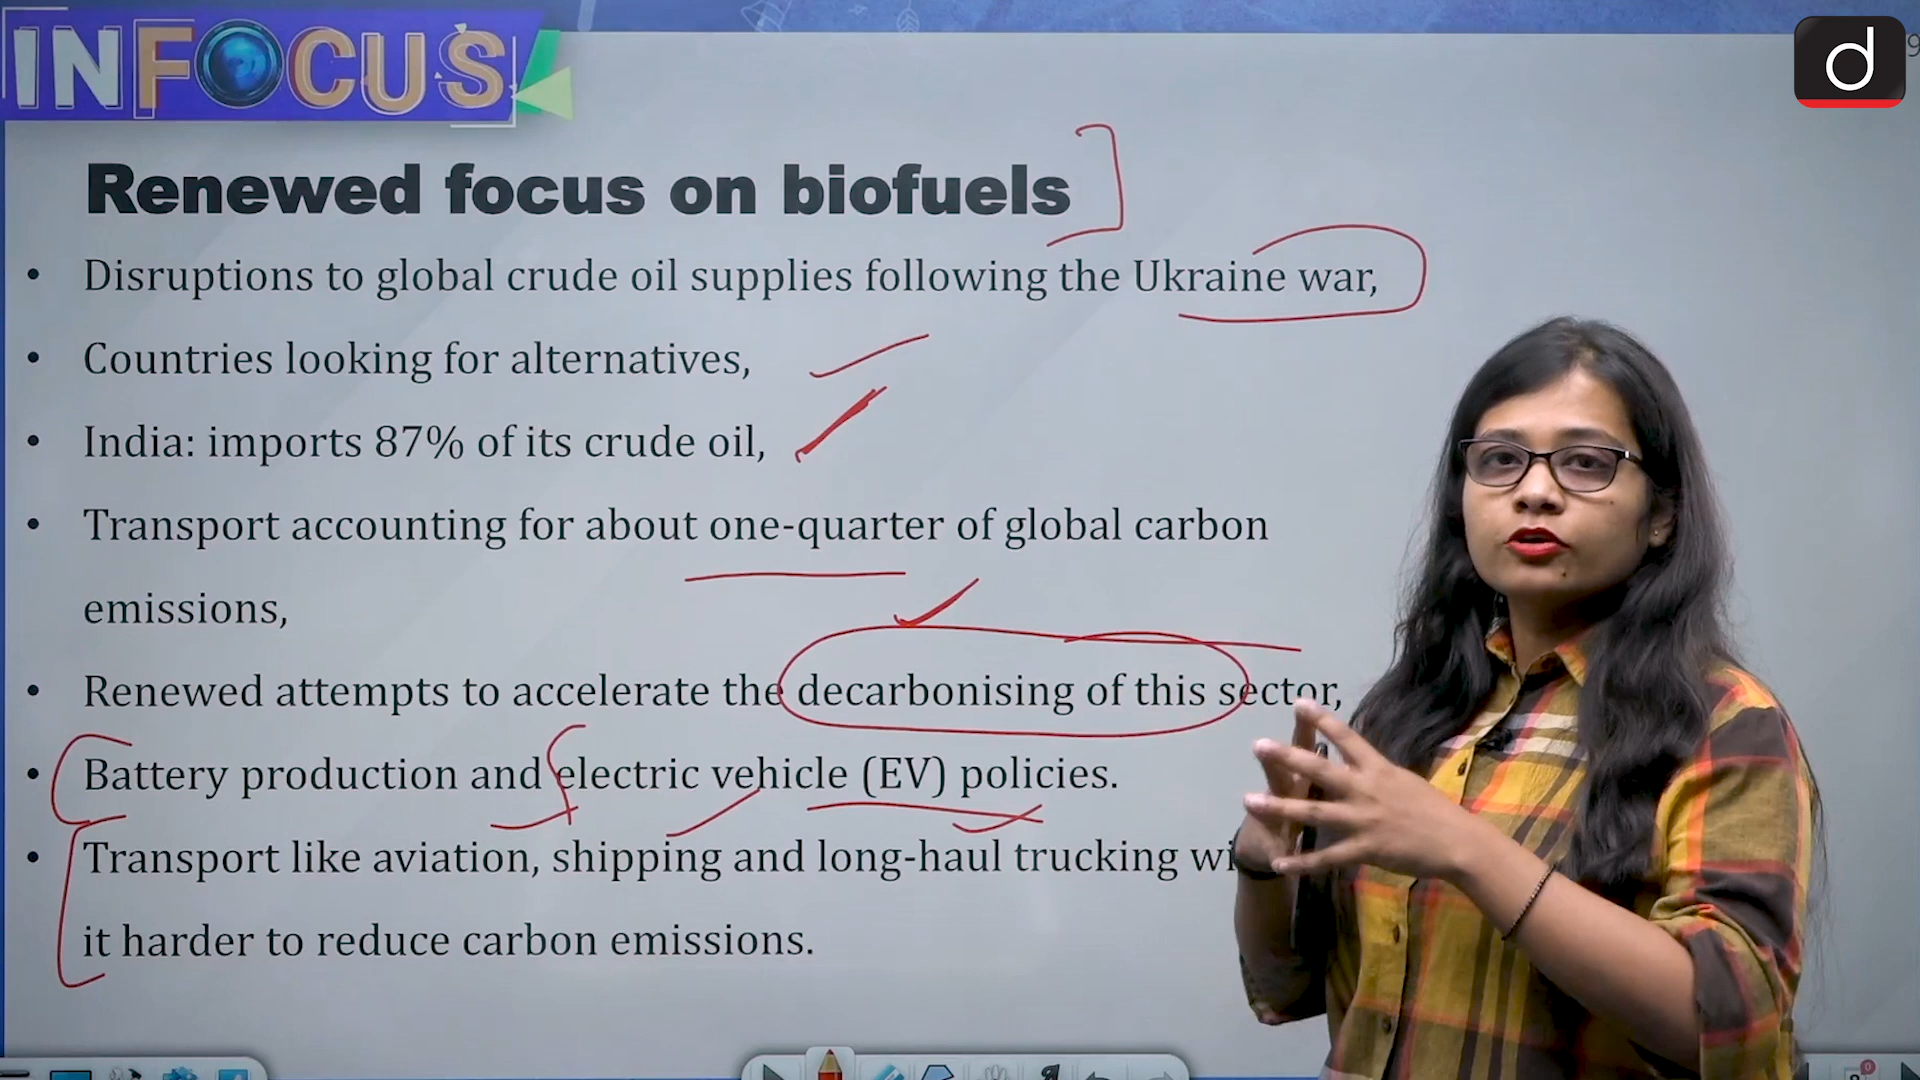 INFOCUS
d
9
Renewed focus on biofuels
• Disruptions to global crude oil supplies following the Ukraine war,
• Countries looking for alternatives,
• India: imports 87% of its crude oil,
• Transport accounting for about one-quarter of global carbon
emissions,
• Renewed attempts to accelerate the decarbonising of this sector,
• Battery production and electric vehicle (EV) policies.
• Transport like aviation, shipping and long-haul trucking
it harder to reduce carbon emissions.